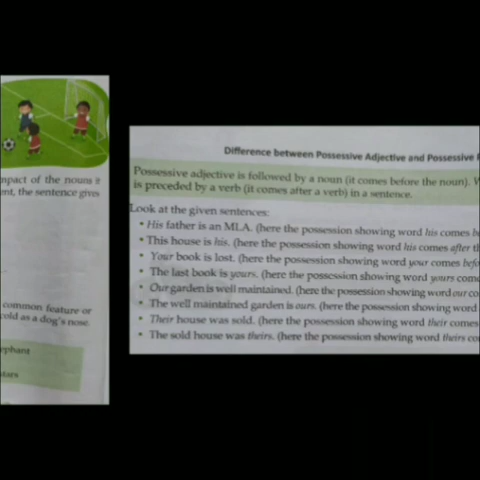 impact of the nouns it
the sentence gives
common feature or
cold as a dog's nose.
Difference between Possessive Adjective and Possessive
Possessive adjective is followed by a noun (it comes before the noun).
is preceded by a verb (it comes after a verb) in a sentence.
Look at the given sentences:
• His father is an MLA. (here the possession showing word his comes
• This house is his. (here the possession showing word his comes after
• Your book is lost. (here the possession showing word your comes
• The last book is yours. (here the possession showing word yours
• Our garden is well maintained. (here the possession showing word our
• The well maintained garden is ours. (here the possession showing word
• Their house was sold. (here the possession showing word their comes
• The sold house was theirs. (here the possession showing word theirs